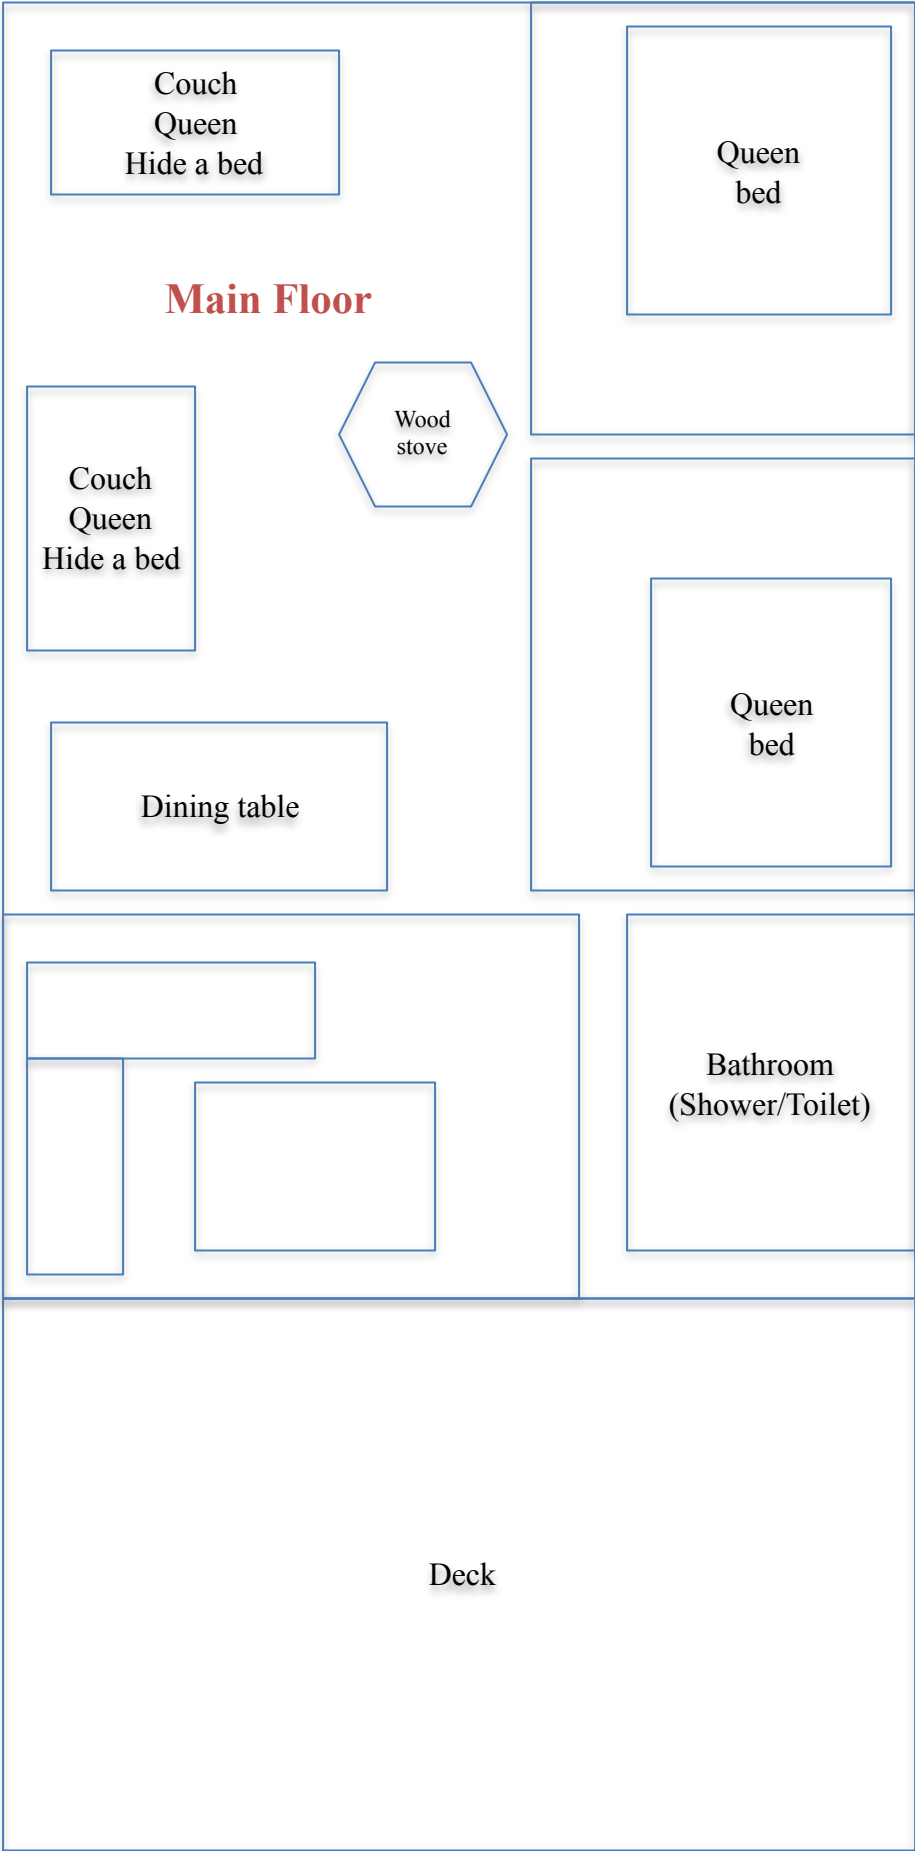 Couch
Queen
Hide a bed
Queen
bed
Main Floor
Wood
stove
Couch
Queen
Hide a bed
Queen
bed
Dining table
Bathroom
(Shower/Toilet)
Deck